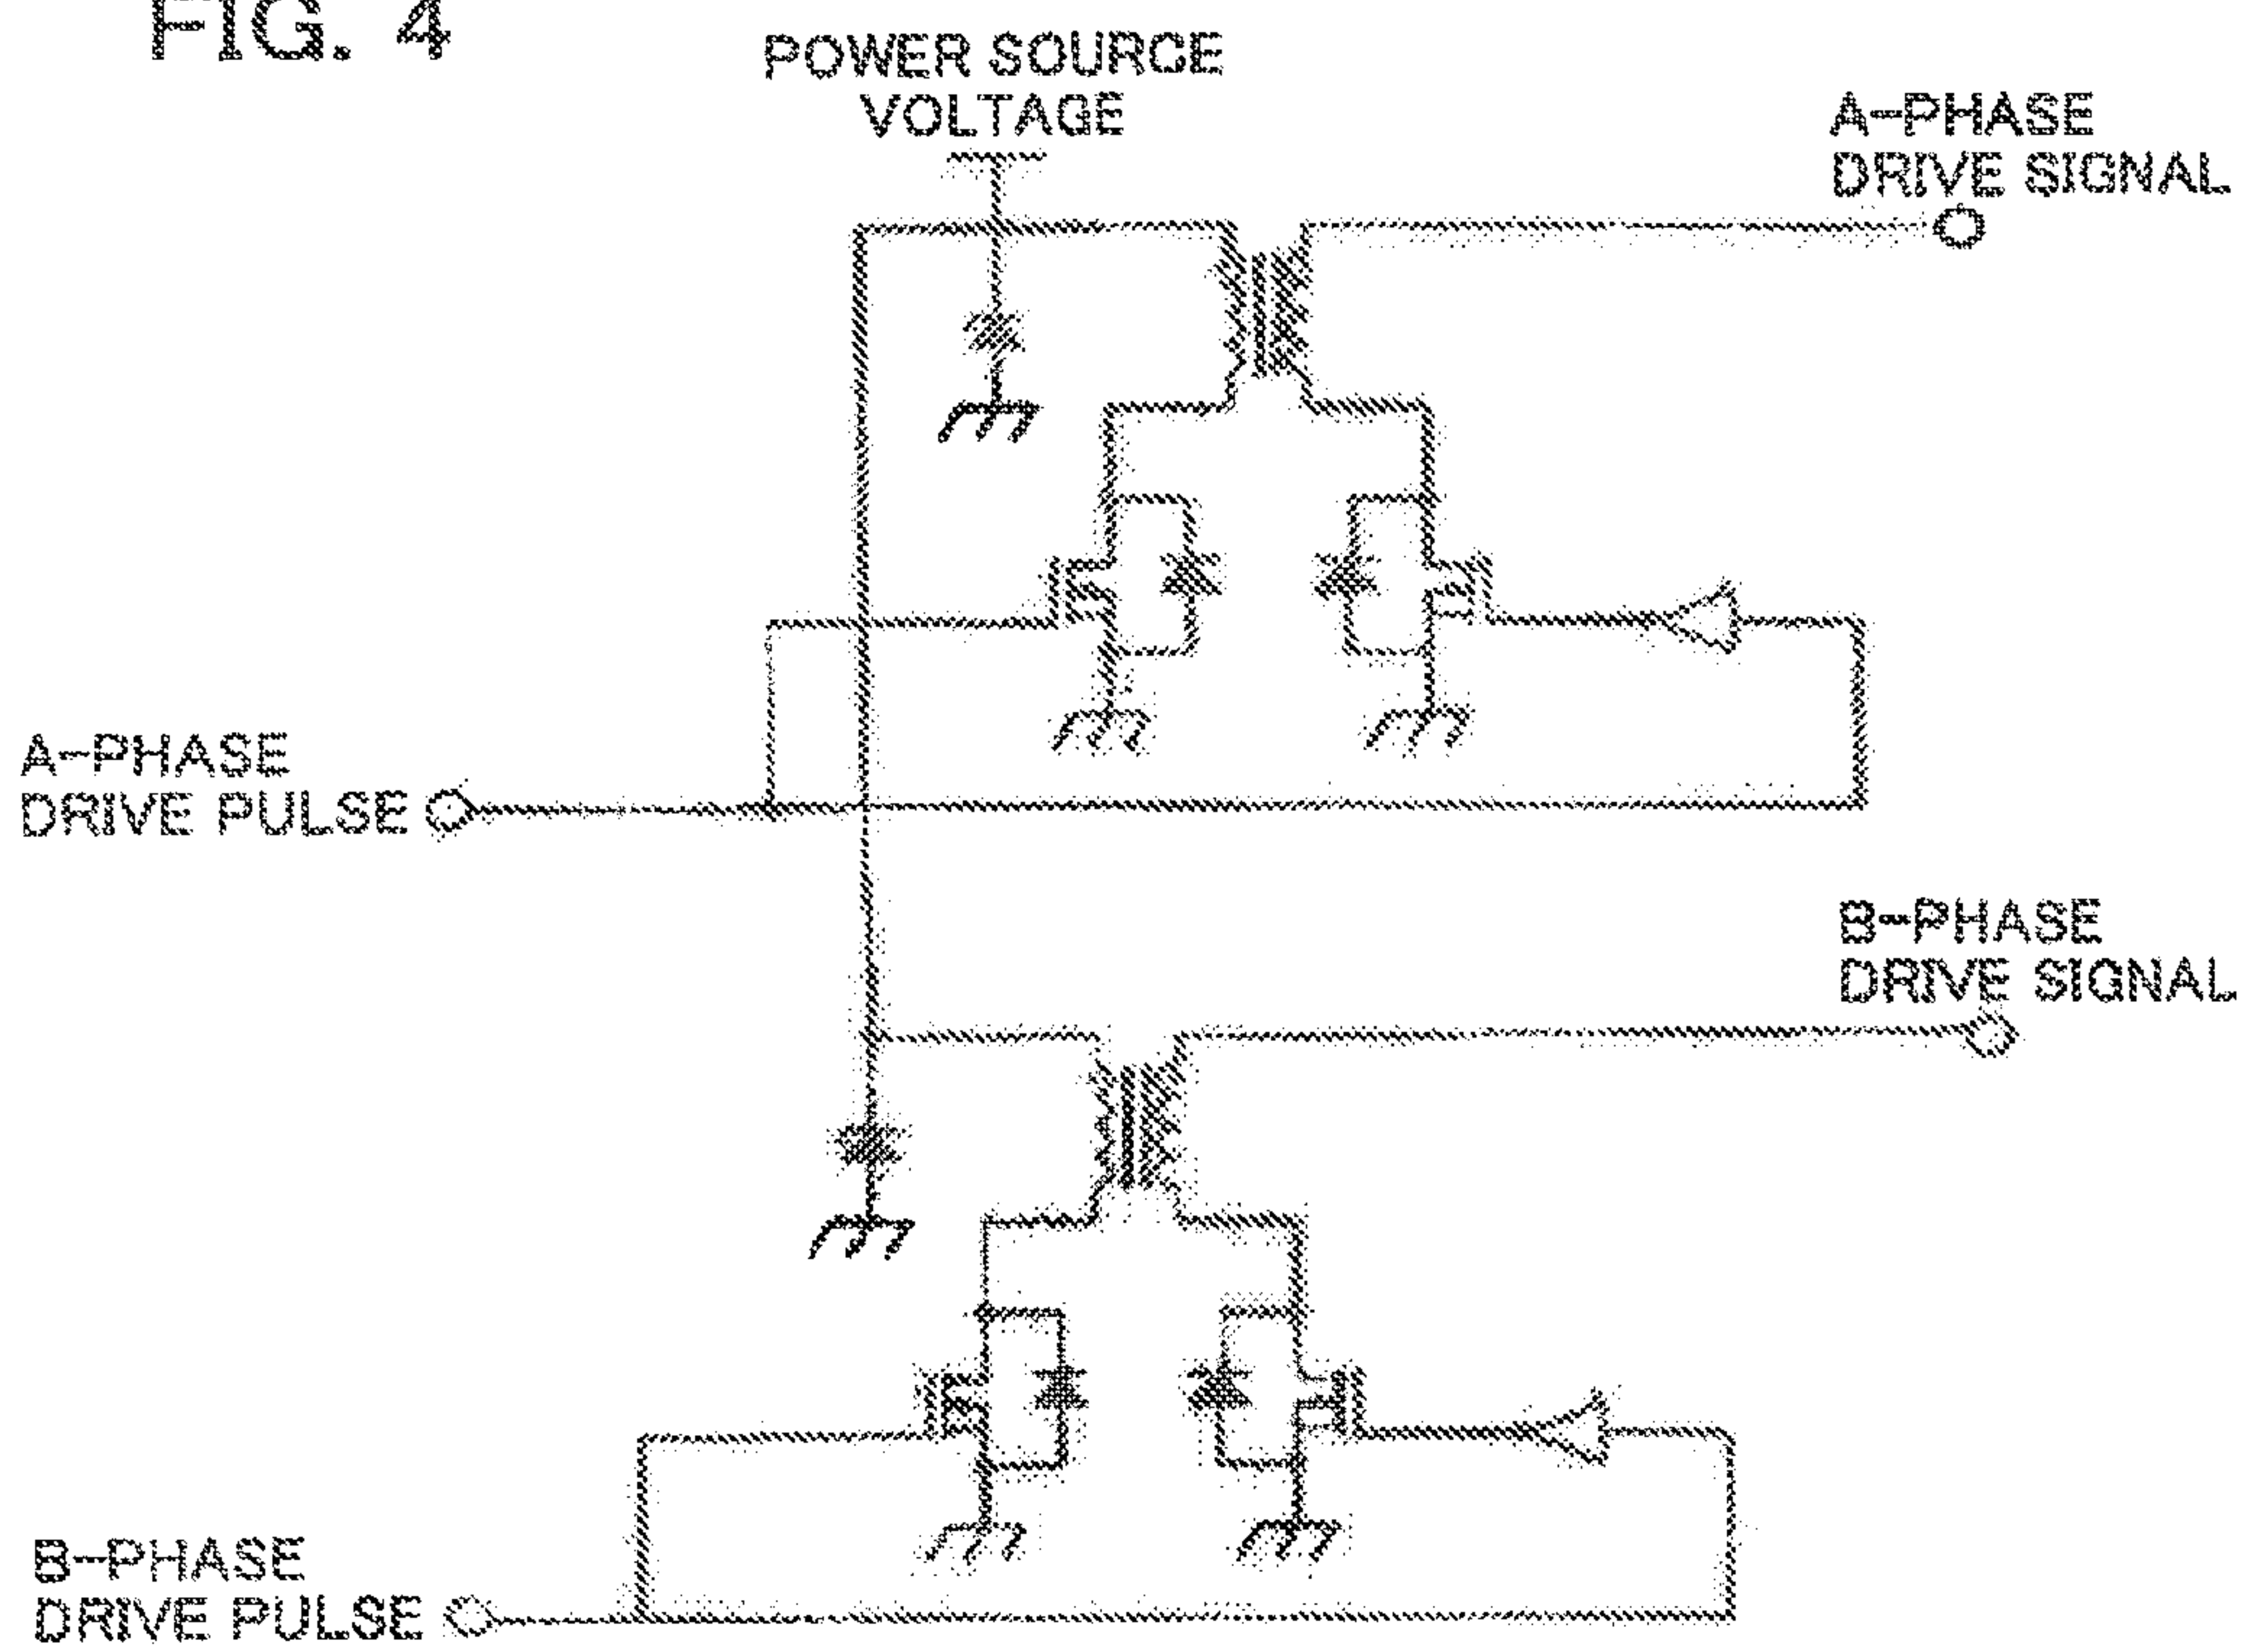 FIG. 4
POWER SOURCE
VOLTAGE
A-PHASE
DRIVE SIGNAL
A-PHASE
DRIVE PULSE
B-PHASE
DRIVE SIGNAL
B-PHASE
DRIVE PULSE